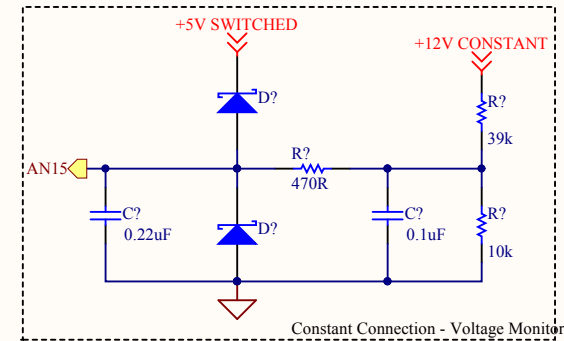 +5V SWITCHED
+12V CONSTANT
D?
R?
39k
AN15
R?
470R
C?
0.22uF
D?
C?
0.1uF
R?
10k
Constant Connection - Voltage Monitor